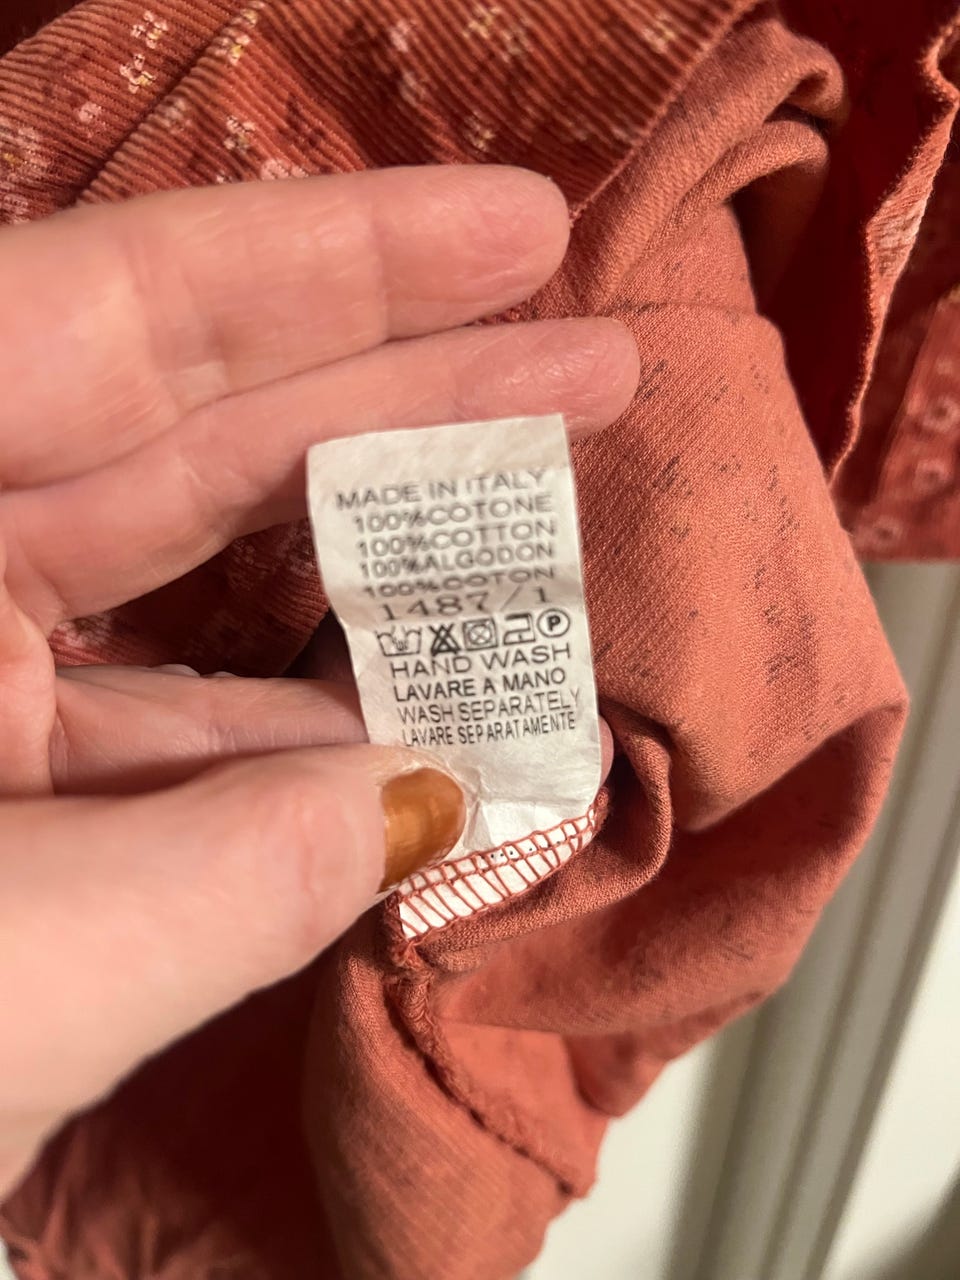 MADE IN ITALY
100%COTONE
100%COTTON
100%ALGODON
100%COTON
1487/1
P
HAND WASH
LAVARE A MANO
WASH SEPARATELY
LAVARE SEPARATAMENTE